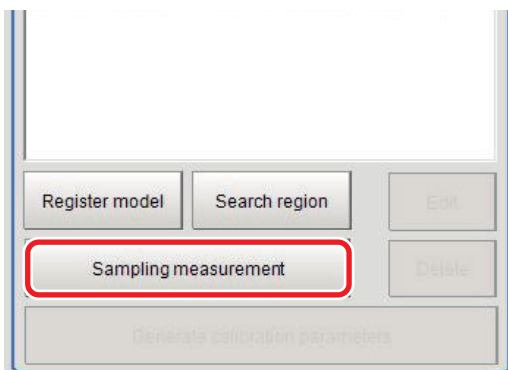 Register model
Search region
Edit
Sampling measurement
Delete
Generate calibration parameters